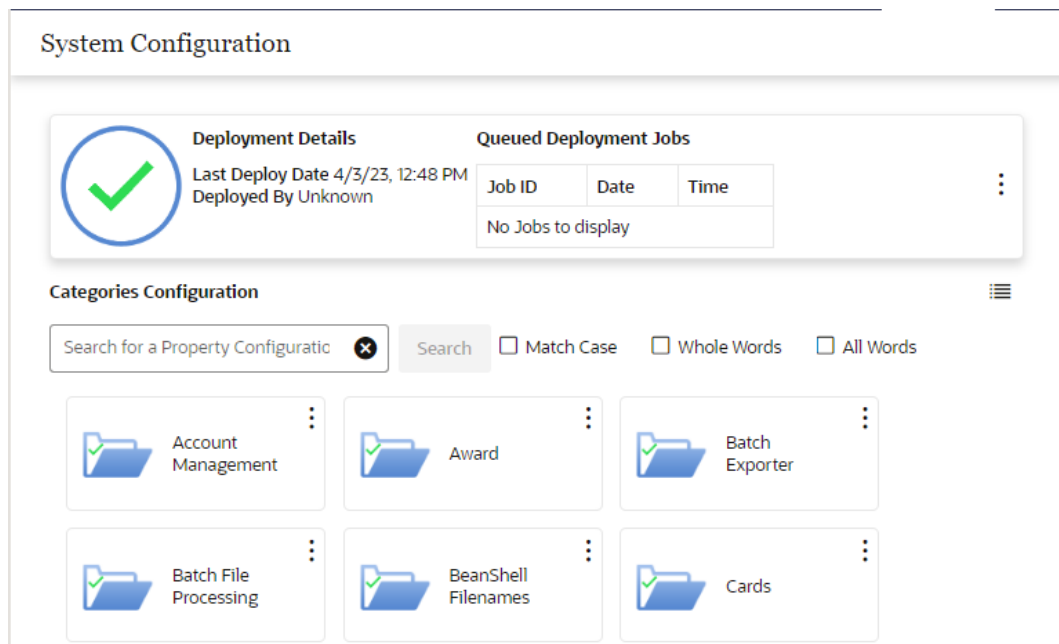 System Configuration
Deployment Details
Last Deploy Date 4/3/23, 12:48 PM
Deployed By Unknown
Queued Deployment Jobs
Job ID Date Time
No Jobs to display
Categories Configuration
Search for a Property Configuratic
Search
Match Case
Whole Words
All Words
Account
Management
Award
Batch
Exporter
Batch File
Processing
BeanShell
Filenames
Cards